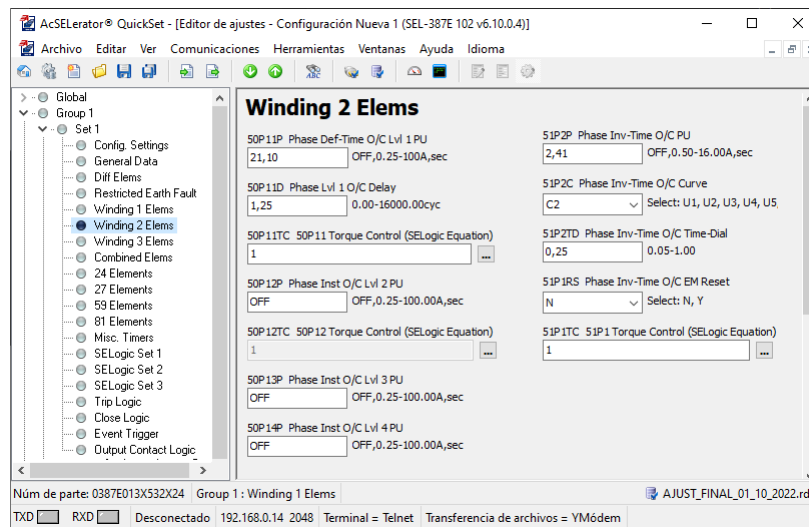 AcSELerator® QuickSet - [Editor de ajustes - Configuración Nueva 1 (SEL-387E 102 v6.10.0.4)]
Archivo Editar Ver Comunicaciones Herramientas Ventanas Ayuda Idioma
Global
Group 1
Set 1
Config. Settings
General Data
Diff Elems
Restricted Earth Fault
Winding 1 Elems
Winding 2 Elems
Winding 3 Elems
Combined Elems
24 Elements
27 Elements
59 Elements
81 Elements
Misc. Timers
SELogic Set 1
SELogic Set 2
SELogic Set 3
Trip Logic
Close Logic
Event Trigger
Output Contact Logic
Winding 2 Elems
50P11P Phase Def-Time O/C Lvl 1 PU
21,10 OFF,0.25-100A,sec
50P11D Phase Lvl 1 O/C Delay
1,25 0.00-16000.00cyc
50P11TC 50P11 Torque Control (SELogic Equation)
1 ...
50P12P Phase Inst O/C Lvl 2 PU
OFF OFF,0.25-100.00A,sec
50P12TC 50P12 Torque Control (SELogic Equation)
1 ...
50P13P Phase Inst O/C Lvl 3 PU
OFF OFF,0.25-100.00A,sec
50P14P Phase Inst O/C Lvl 4 PU
OFF OFF,0.25-100.00A,sec
51P2P Phase Inv-Time O/C PU
2,41 OFF,0.50-16.00A,sec
51P2C Phase Inv-Time O/C Curve
C2 Select: U1, U2, U3, U4, U5,
51P2TD Phase Inv-Time O/C Time-Dial
0,25 0.05-1.00
51P1RS Phase Inv-Time O/C EM Reset
N Select: N, Y
51P1TC 51P1 Torque Control (SELogic Equation)
1 ...
Núm de parte: 0387E013X532X24 Group 1 : Winding 1 Elems AJUST_FINAL_01_10_2022.rd
TXD RXD Desconectado 192.168.0.14 2048 Terminal = Telnet Transferencia de archivos = YMódem